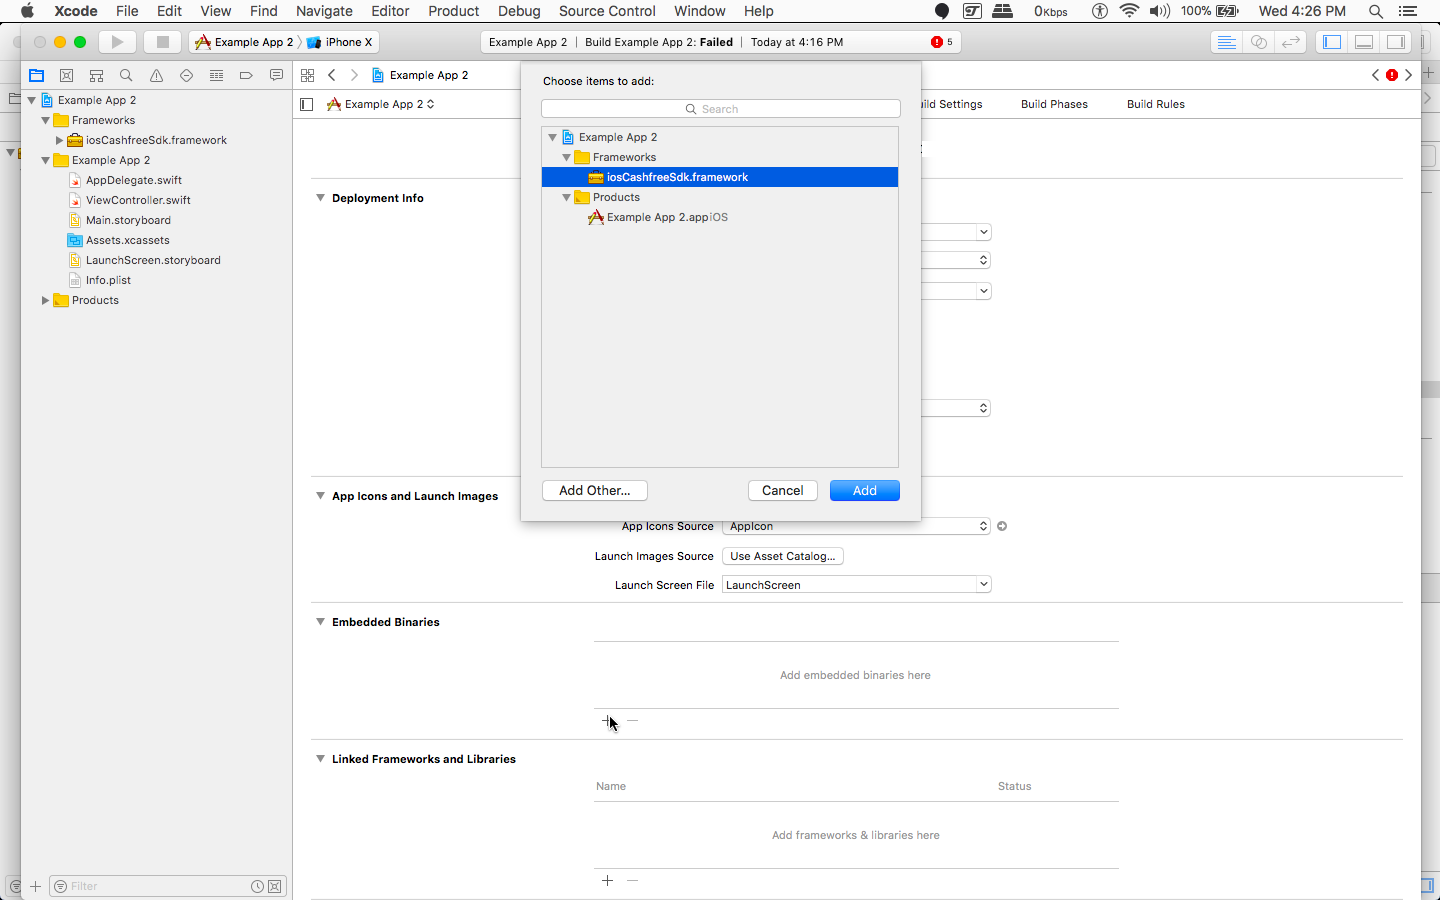 Xcode File Edit View Find Navigate Editor Product Debug Source Control Window Help 0Kbps 100% Wed 4:26 PM
Example App 2 iPhone X Example App 2 | Build Example App 2: Failed | Today at 4:16 PM 5
Example App 2
Example App 2
Frameworks
iosCashfreeSdk.framework
Example App 2
AppDelegate.swift
ViewController.swift
Main.storyboard
Assets.xcassets
LaunchScreen.storyboard
Info.plist
Products
Filter
Example App 2 Settings Build Phases Build Rules
Choose items to add:
Search
Example App 2
Frameworks
iosCashfreeSdk.framework
Products
Example App 2.app iOS
Add Other... Cancel Add
Deployment Info
App Icons and Launch Images
App Icons Source AppIcon
Launch Images Source Use Asset Catalog...
Launch Screen File LaunchScreen
Embedded Binaries
Add embedded binaries here
Linked Frameworks and Libraries
Name Status
Add frameworks & libraries here